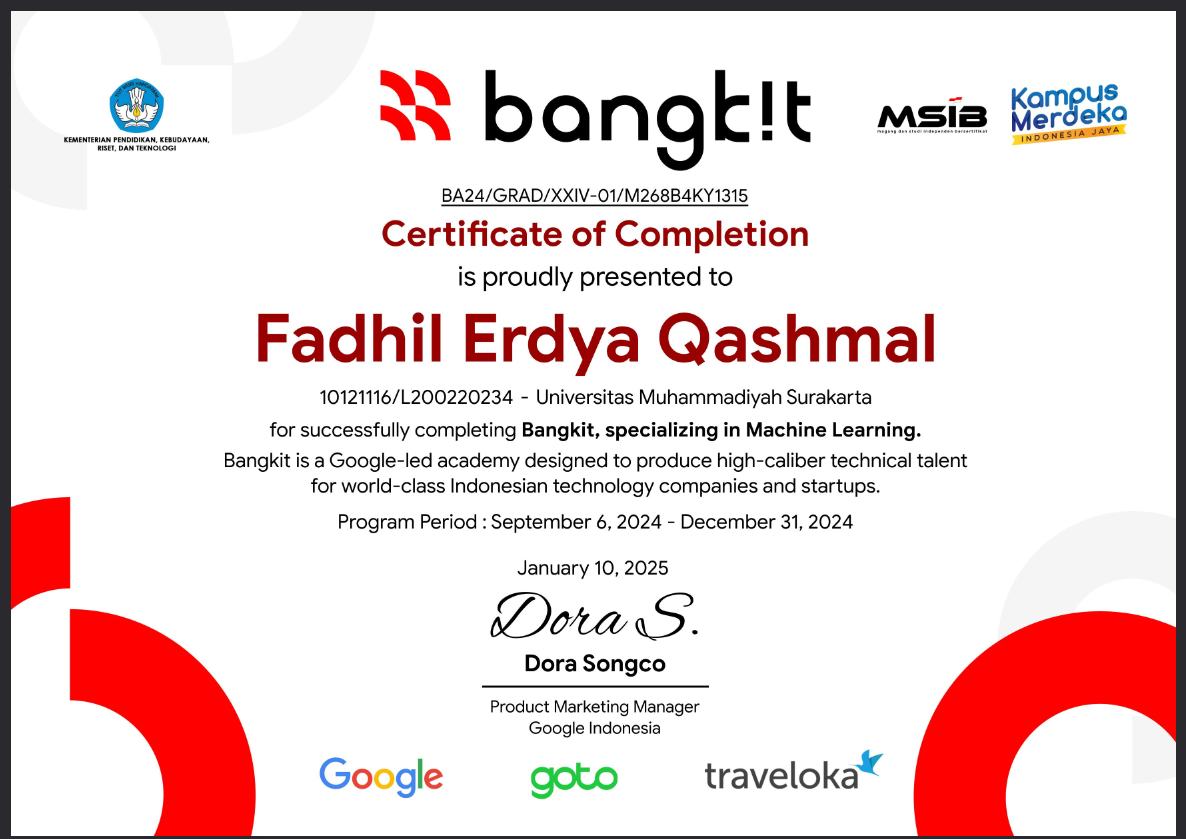 KEMENTERIAN PENDIDIKAN, KEBUDAYAAN,
RISET, DAN TEKNOLOGI
bangk!t
MSIB
magang dan studi independen bersertifikat
Kampus
Merdeka
INDONESIA JAYA
BA24/GRAD/XXIV-01/M268B4KY1315
Certificate of Completion
is proudly presented to
Fadhil Erdya Qashmal
10121116/L200220234 - Universitas Muhammadiyah Surakarta
for successfully completing Bangkit, specializing in Machine Learning.
Bangkit is a Google-led academy designed to produce high-caliber technical talent
for world-class Indonesian technology companies and startups.
Program Period : September 6, 2024 - December 31, 2024
January 10, 2025
Dora S.
Dora Songco
Product Marketing Manager
Google Indonesia
Google
goto
traveloka